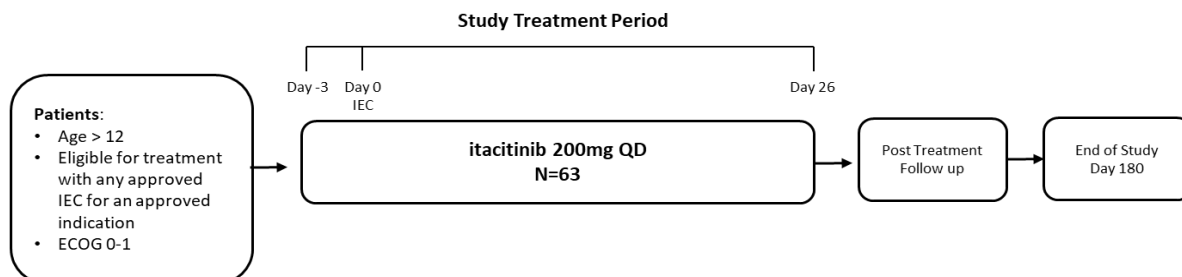 Study Treatment Period
Day -3
Day 0
IEC
Day 26
Patients:
• Age > 12
• Eligible for treatment
with any approved
IEC for an approved
indication
• ECOG 0-1
itacitinib 200mg QD
N=63
Post Treatment
Follow up
End of Study
Day 180